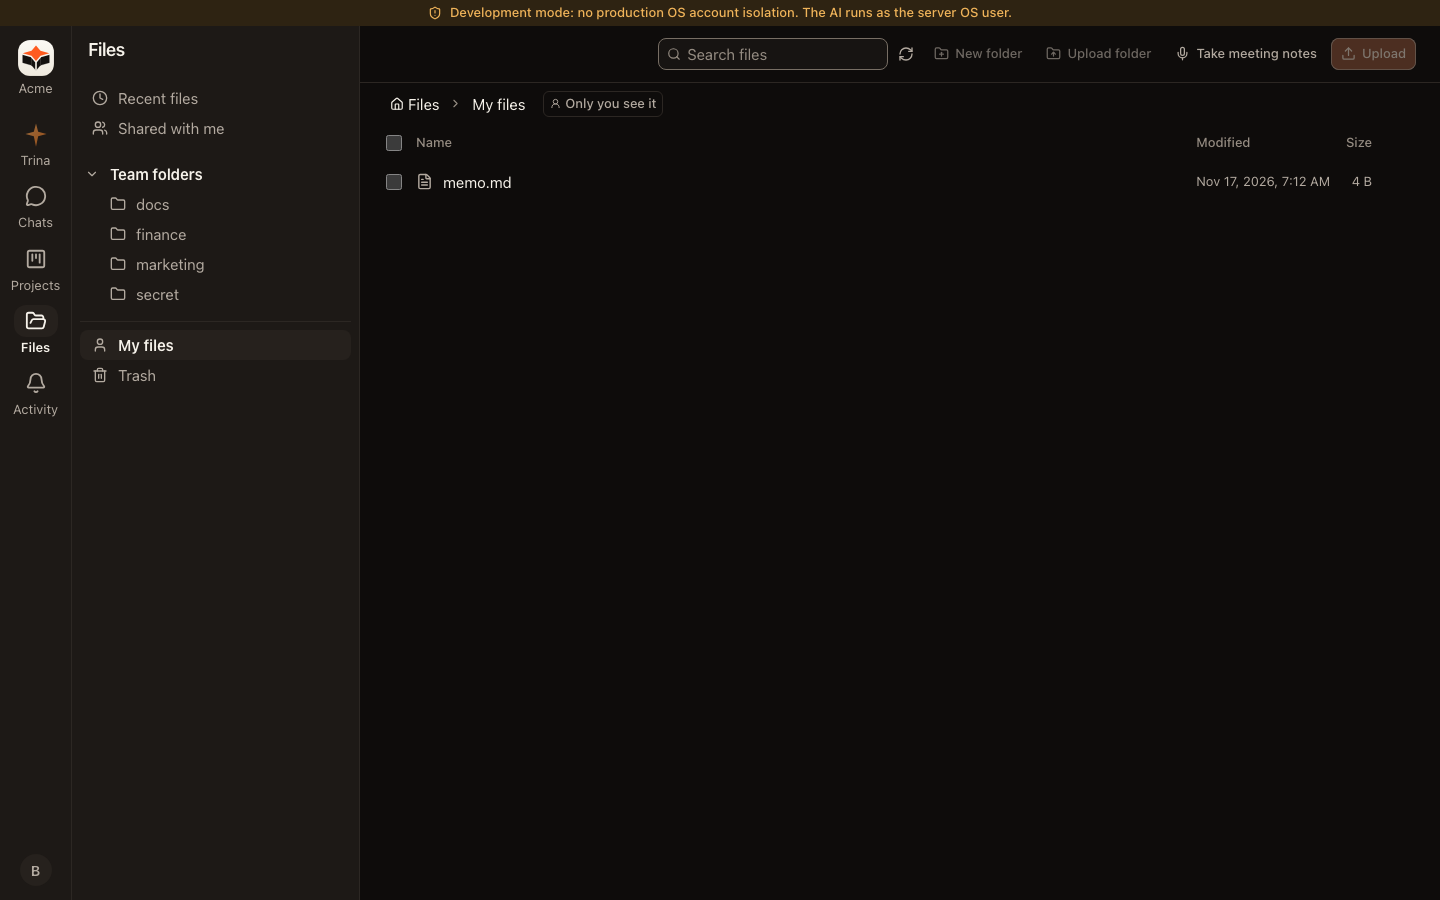 Development mode: no production OS account isolation. The AI runs as the server OS user.
Acme
Trina
Chats
Projects
Files
Activity
B
Files
Recent files
Shared with me
Team folders
docs
finance
marketing
secret
My files
Trash
Search files
New folder
Upload folder
Take meeting notes
Upload
Files > My files Only you see it
Name Modified Size
memo.md Nov 17, 2026, 7:12 AM 4 B